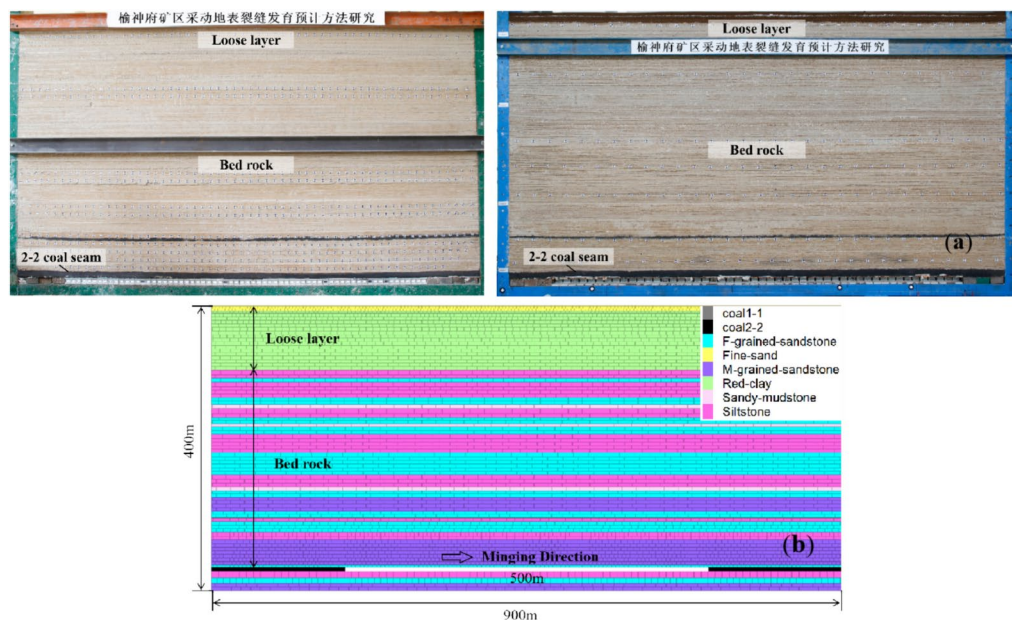 榆神府矿区采动地表裂缝发育预计方法研究
Loose layer
Bed rock
2-2 coal seam
Loose layer
榆神府矿区采动地表裂缝发育预计方法研究
Bed rock
(a)
2-2 coal seam
coal1-1
coal2-2
F-grained-sandstone
Fine-sand
M-grained-sandstone
Red-clay
Sandy-mudstone
Siltstone
Loose layer
400m
Bed rock
(b)
Minging Direction
500m
900m